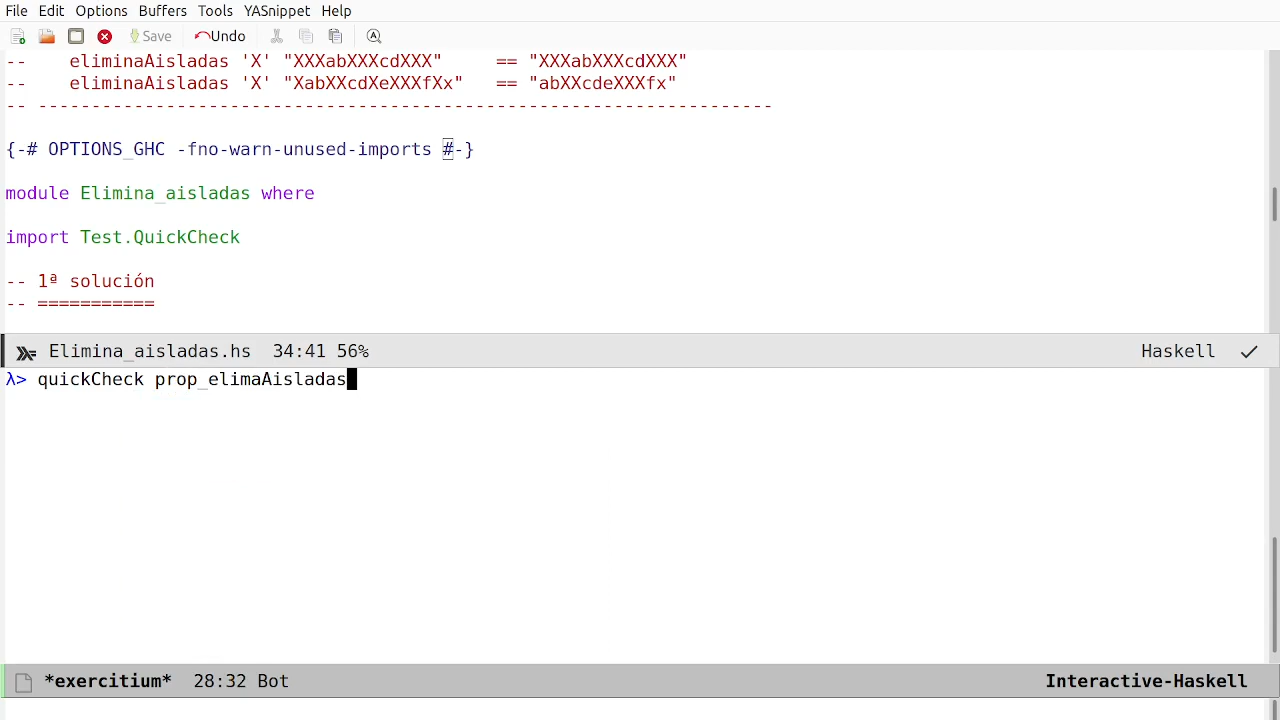 File Edit Options Buffers Tools YASnippet Help
Save Undo
--    eliminaAisladas 'X' "XXXabXXXcdXXX"     == "XXXabXXXcdXXX"
--    eliminaAisladas 'X' "XabXXcdXeXXXfXx"   == "abXXcdeXXXfx"
-- ---------------------------------------------------------------------
{-# OPTIONS_GHC -fno-warn-unused-imports #-}
module Elimina_aisladas where
import Test.QuickCheck
-- 1ª solución
-- ===========
Elimina_aisladas.hs  34:41 56% Haskell
λ> quickCheck prop_elimaAisladas
*exercitium*  28:32 Bot Interactive-Haskell